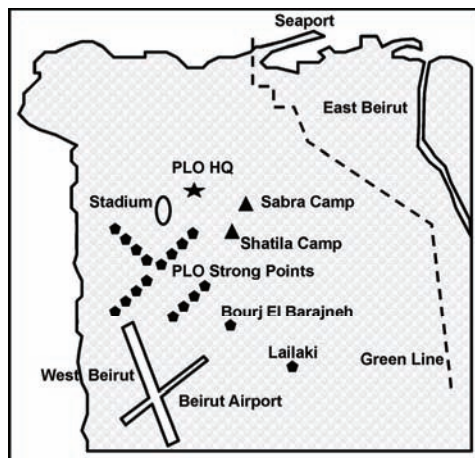 Seaport
East Beirut
PLO HQ
Stadium
Sabra Camp
Shatila Camp
PLO Strong Points
Bourj El Barajneh
Lailaki
Green Line
West Beirut
Beirut Airport